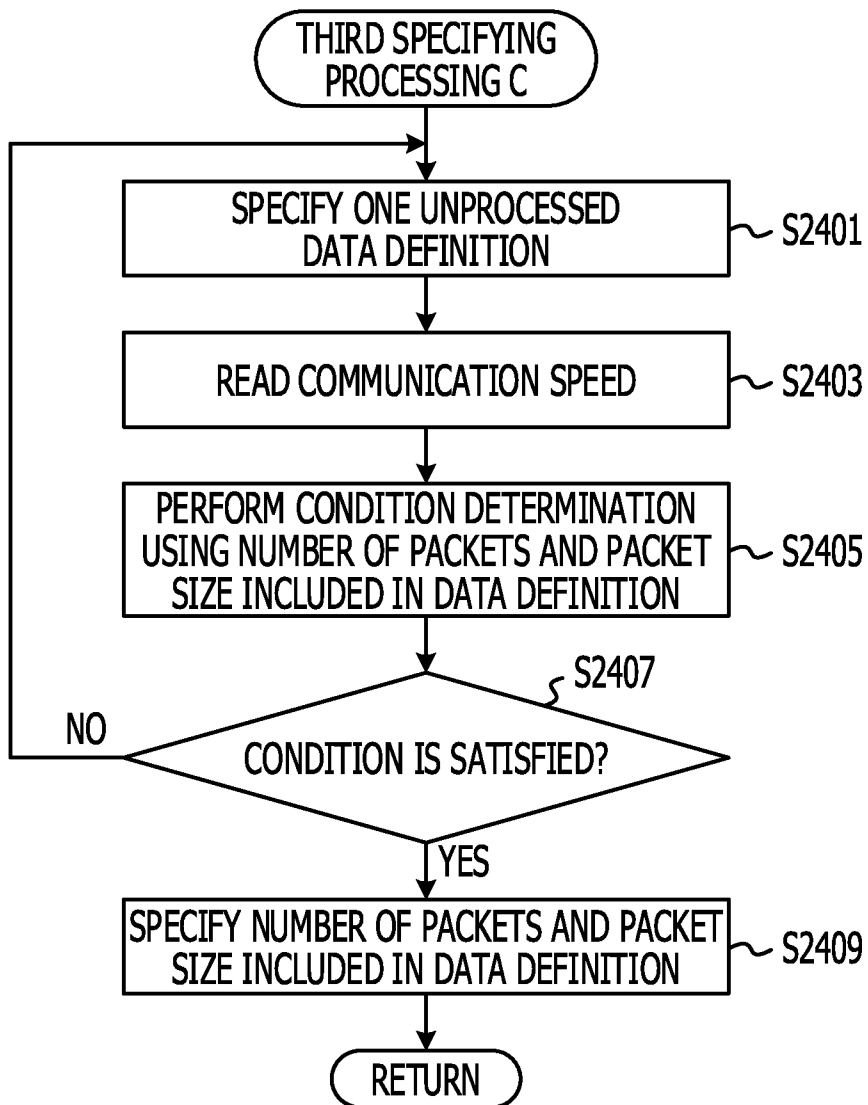 THIRD SPECIFYING
PROCESSING C
SPECIFY ONE UNPROCESSED
DATA DEFINITION
S2401
READ COMMUNICATION SPEED
S2403
PERFORM CONDITION DETERMINATION
USING NUMBER OF PACKETS AND PACKET
SIZE INCLUDED IN DATA DEFINITION
S2405
S2407
NO
CONDITION IS SATISFIED?
YES
SPECIFY NUMBER OF PACKETS AND PACKET
SIZE INCLUDED IN DATA DEFINITION
S2409
RETURN